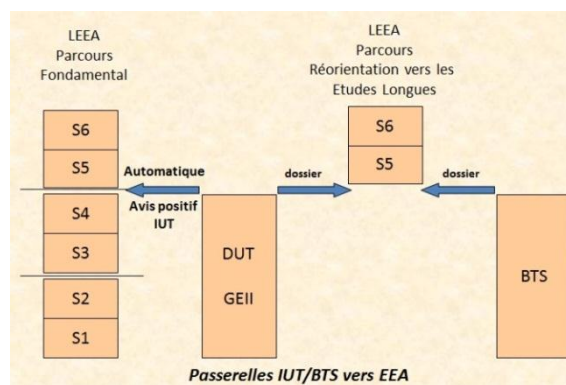 LEEA
Parcours
Fondamental
LEEA
Parcours
Réorientation vers les
Etudes Longues
S6
S5
S4
S3
S2
S1
Automatique
Avis positif
IUT
DUT
GEII
dossier
S6
S5
dossier
BTS
Passerelles IUT/BTS vers EEA